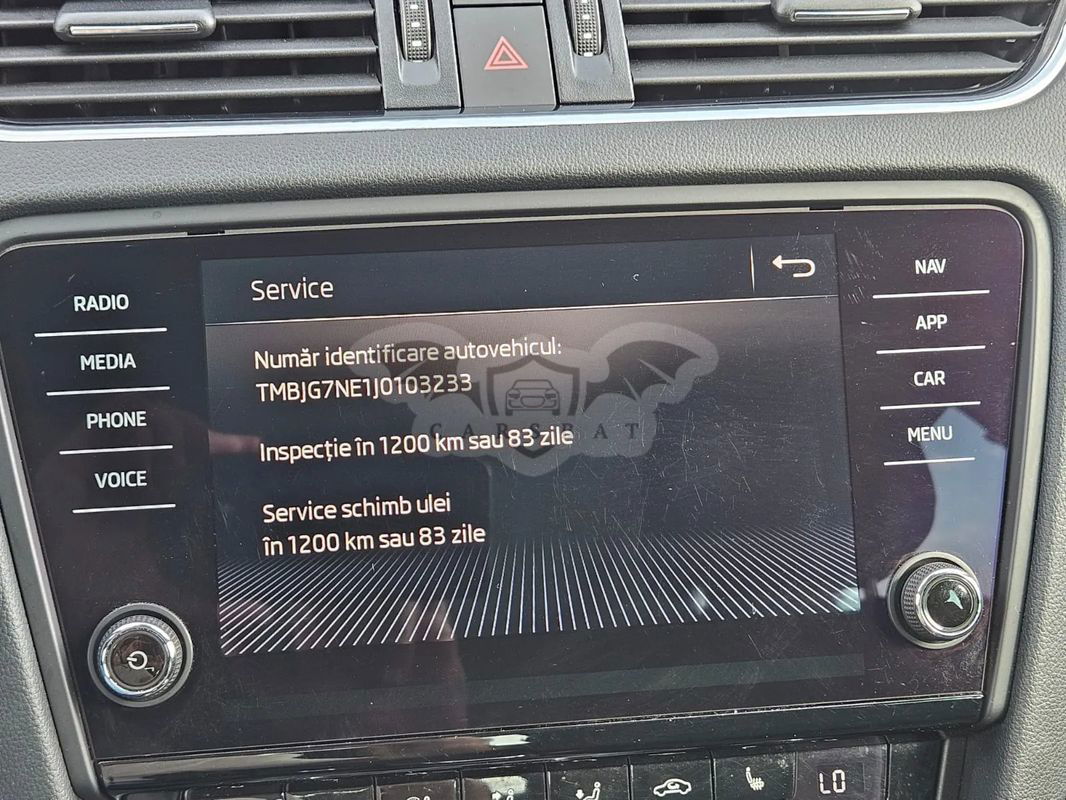 Service
RADIO
MEDIA
PHONE
VOICE
Număr identificare autovehicul:
TMBJG7NE1J0103233
Inspecție în 1200 km sau 83 zile
Service schimb ulei
în 1200 km sau 83 zile
CARSBAT
NAV
APP
CAR
MENU
LO